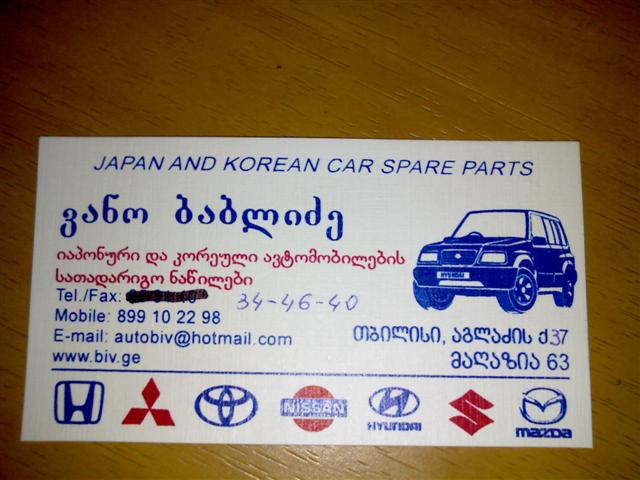 JAPAN AND KOREAN CAR SPARE PARTS
ვანო ბაბლიძე
იაპონური და კორეული ავტომობილების
სათადარიგო ნაწილები
Tel./Fax: 34-46-40
Mobile: 899 10 22 98
E-mail: autobiv@hotmail.com
www.biv.ge
HYUNDAI
თბილისი, აგლაძის ქ37
მაღაზია 63
NISSAN
HYUNDAI
mazda